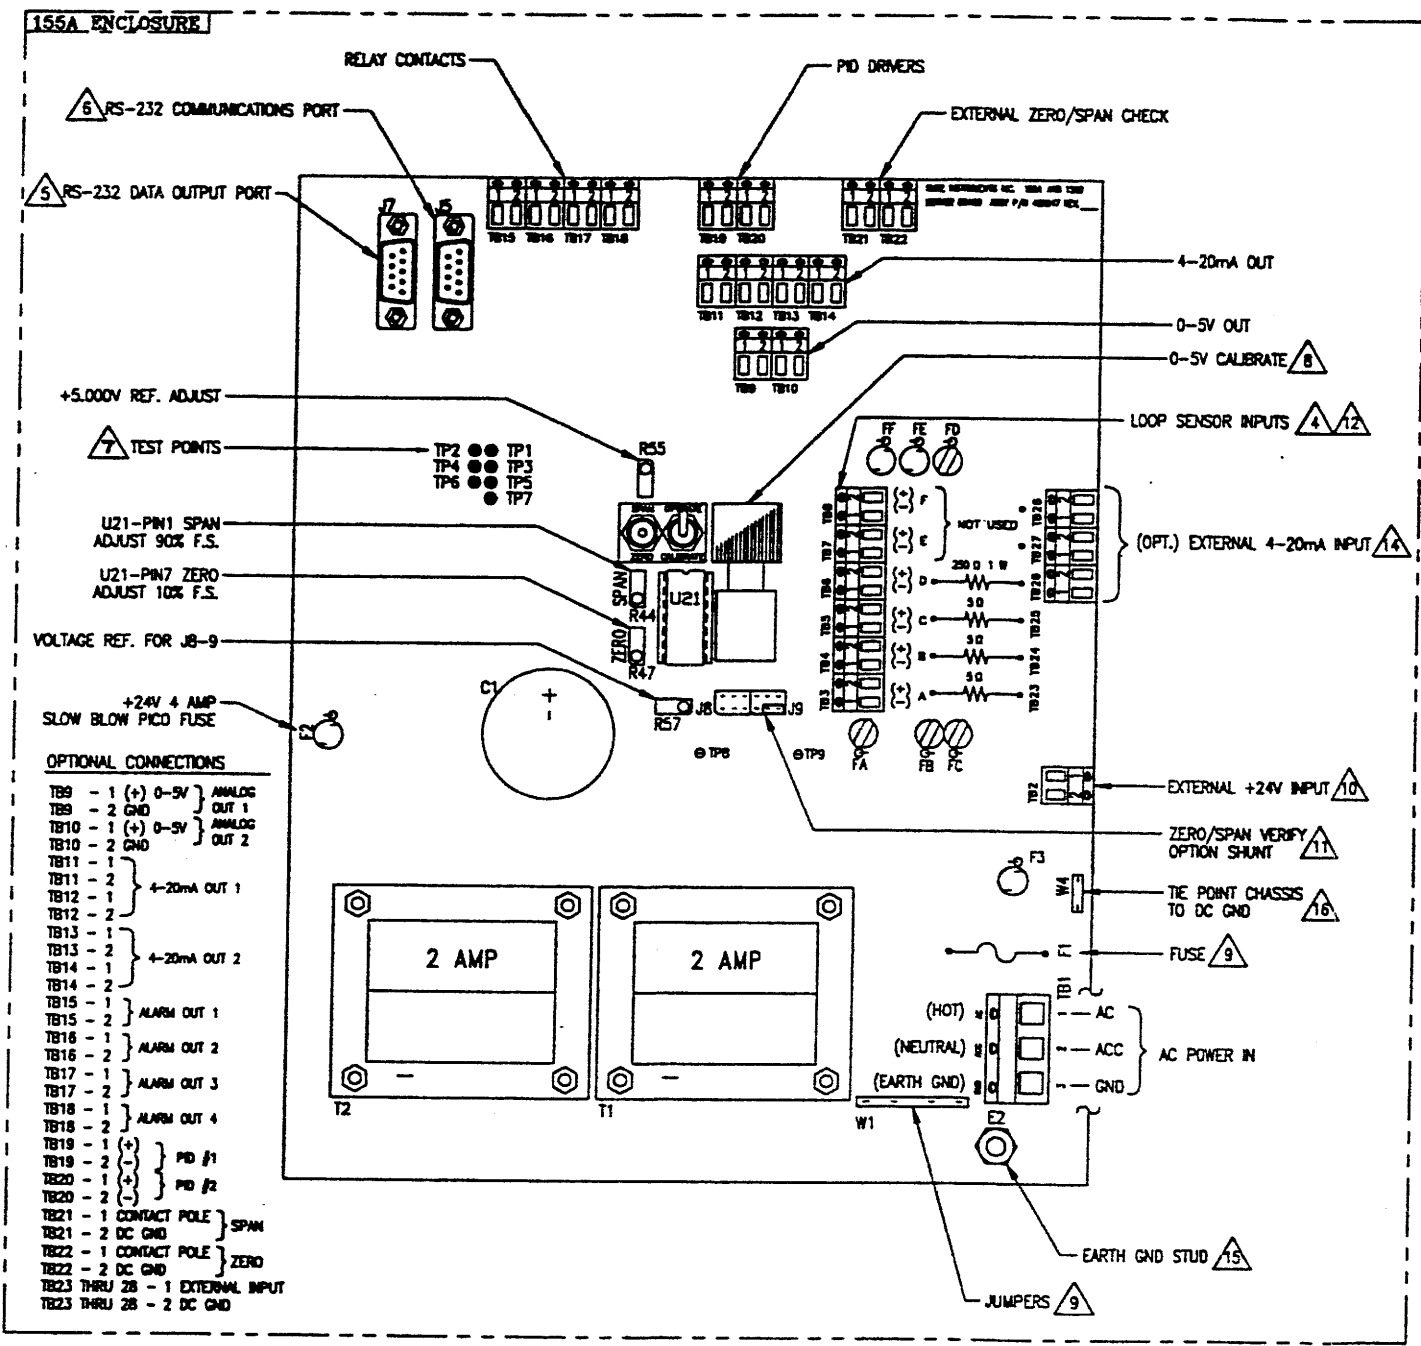 155A ENCLOSURE
RELAY CONTACTS
PID DRIVERS
6 RS-232 COMMUNICATIONS PORT
EXTERNAL ZERO/SPAN CHECK
5 RS-232 DATA OUTPUT PORT
J7
J5
1 2 1 2 1 2 1 2
TB15 TB16 TB17 TB18
1 2 1 2
TB19 TB20
1 2 1 2
TB21 TB22
4-20mA OUT
1 2 1 2 1 2 1 2
TB11 TB12 TB13 TB14
0-5V OUT
1 2 1 2
TB9 TB10
0-5V CALIBRATE 8
+5.000V REF. ADJUST
LOOP SENSOR INPUTS 4 12
7 TEST POINTS
TP2 TP1
TP4 TP3
TP6 TP5
TP7
R55
FF FE FD
SPAN OPERATE
ZERO CALIBRATE
U21-PIN1 SPAN
ADJUST 90% F.S.
U21-PIN7 ZERO
ADJUST 10% F.S.
SPAN
R44
U21
ZERO
R47
TB8 (+) (-) F
TB7 (+) (-) E
NOT USED
TB6 (+) (-) D 250 Ω 1 W
TB5 (+) (-) C 5 Ω TB25
TB4 (+) (-) B 5 Ω TB24
TB3 (+) (-) A 5 Ω TB23
TB28
TB27
TB26
(OPT.) EXTERNAL 4-20mA INPUT 14
VOLTAGE REF. FOR J8-9
C1
+
-
R57
J8
J9
TP8
TP9
FA FB FC
+24V 4 AMP
SLOW BLOW PICO FUSE
F2
TB2
EXTERNAL +24V INPUT 10
ZERO/SPAN VERIFY
OPTION SHUNT 11
F3
W4
TIE POINT CHASSIS
TO DC GND 16
F1
FUSE 9
TB1
2 AMP
2 AMP
T2
T1
(HOT) 1 AC
(NEUTRAL) 2 ACC
(EARTH GND) 3 GND
AC POWER IN
W1
E2
EARTH GND STUD 15
JUMPERS 9
OPTIONAL CONNECTIONS
TB9 - 1 (+) 0-5V } ANALOG
TB9 - 2 GND OUT 1
TB10 - 1 (+) 0-5V } ANALOG
TB10 - 2 GND OUT 2
TB11 - 1
TB11 - 2
4-20mA OUT 1
TB12 - 1
TB12 - 2
TB13 - 1
TB13 - 2
4-20mA OUT 2
TB14 - 1
TB14 - 2
TB15 - 1
ALARM OUT 1
TB15 - 2
TB16 - 1
ALARM OUT 2
TB16 - 2
TB17 - 1
ALARM OUT 3
TB17 - 2
TB18 - 1
ALARM OUT 4
TB18 - 2
TB19 - 1 (+)
PID #1
TB19 - 2 (-)
TB20 - 1 (+)
PID #2
TB20 - 2 (-)
TB21 - 1 CONTACT POLE
SPAN
TB21 - 2 DC GND
TB22 - 1 CONTACT POLE
ZERO
TB22 - 2 DC GND
TB23 THRU 28 - 1 EXTERNAL INPUT
TB23 THRU 28 - 2 DC GND